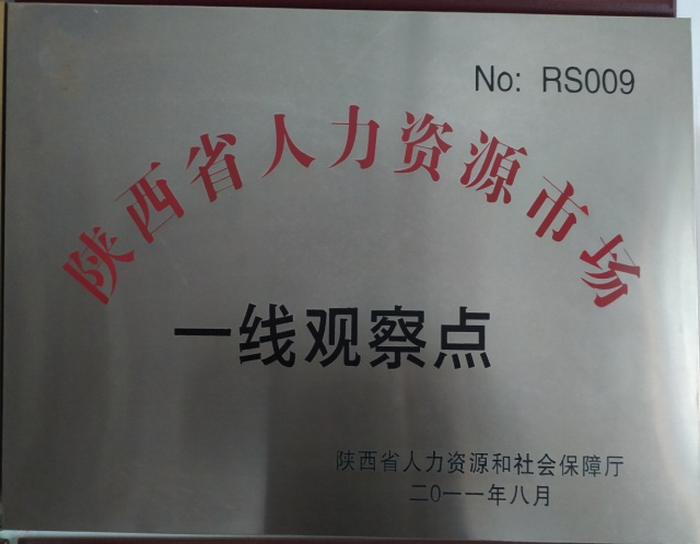 No: RS009
陕西省人力资源市场
一线观察点
陕西省人力资源和社会保障厅
二0一一年八月